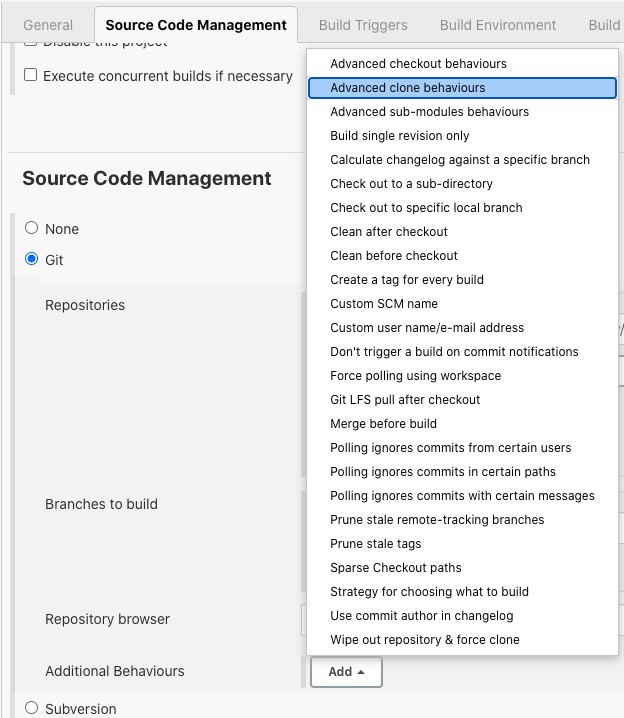 General Source Code Management Build Triggers Build Environment Build
Disable this project
Execute concurrent builds if necessary
Source Code Management
None
Git
Repositories
Branches to build
Repository browser
Additional Behaviours
Advanced checkout behaviours
Advanced clone behaviours
Advanced sub-modules behaviours
Build single revision only
Calculate changelog against a specific branch
Check out to a sub-directory
Check out to specific local branch
Clean after checkout
Clean before checkout
Create a tag for every build
Custom SCM name
Custom user name/e-mail address
Don't trigger a build on commit notifications
Force polling using workspace
Git LFS pull after checkout
Merge before build
Polling ignores commits from certain users
Polling ignores commits in certain paths
Polling ignores commits with certain messages
Prune stale remote-tracking branches
Prune stale tags
Sparse Checkout paths
Strategy for choosing what to build
Use commit author in changelog
Wipe out repository & force clone
Add
Subversion